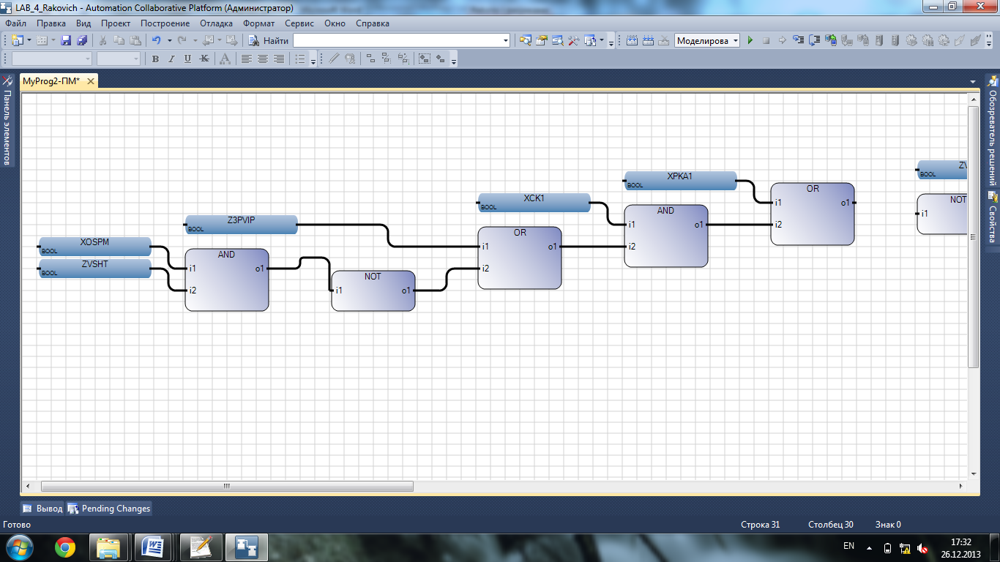 LAB_4_Rakovich - Automation Collaborative Platform (Администратор)
Файл Правка Вид Проект Построение Отладка Формат Сервис Окно Справка
Найти Моделирова
B I U K A
MyProg2-ПМ*
Панель элементов
Обозреватель решений
Свойства
XPKA1
BOOL
OR
i1 o1
i2
BOOL
NOT
i1
XCK1
BOOL
AND
i1 o1
i2
Z3PVIP
BOOL
OR
i1 o1
i2
XOSPM
BOOL
ZVSHT
BOOL
AND
i1 o1
i2
NOT
i1 o1
Вывод Pending Changes
Готово Строка 31 Столбец 30 Знак 0
EN 17:32
26.12.2013